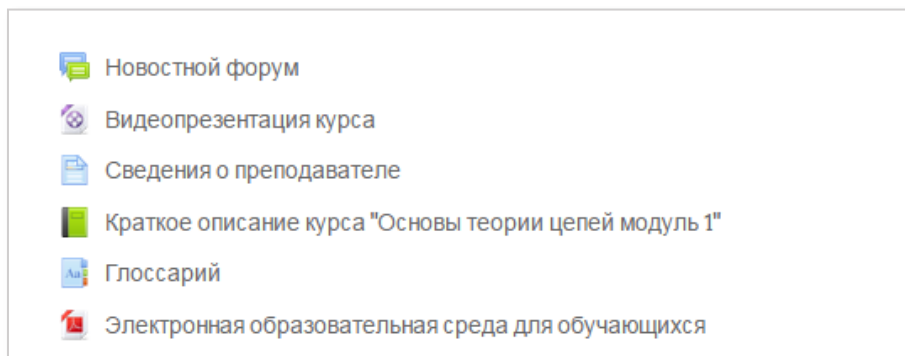 Новостной форум
Видеопрезентация курса
Сведения о преподавателе
Краткое описание курса "Основы теории цепей модуль 1"
Глоссарий
Электронная образовательная среда для обучающихся